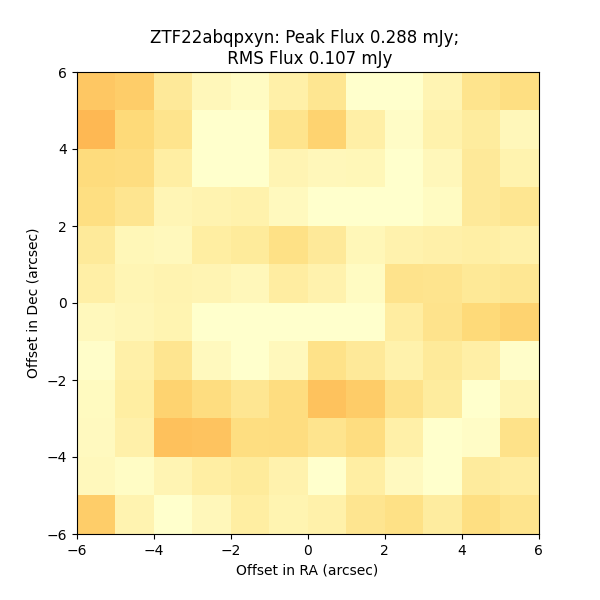 ZTF22abqpxyn: Peak Flux 0.288 mJy;
RMS Flux 0.107 mJy
6
4
2
0
−2
−4
−6
Offset in Dec (arcsec)
−6 −4 −2 0 2 4 6
Offset in RA (arcsec)